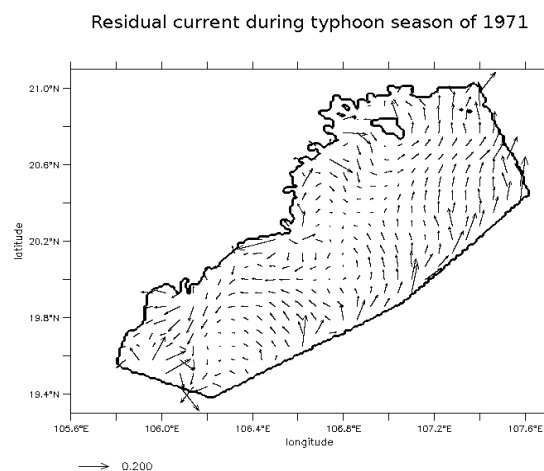 Residual current during typhoon season of 1971
21.0°N
20.6°N
20.2°N
19.8°N
19.4°N
latitude
105.6°E 106.0°E 106.4°E 106.8°E 107.2°E 107.6°E
longitude
0.200